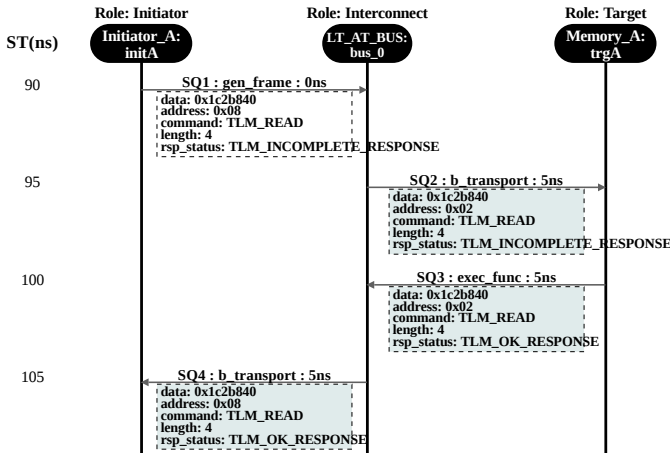 Role: Initiator Role: Interconnect Role: Target
ST(ns)
Initiator_A:
initA
LT_AT_BUS:
bus_0
Memory_A:
trgA
90
SQ1 : gen_frame : 0ns
data: 0x1c2b840
address: 0x08
command: TLM_READ
length: 4
rsp_status: TLM_INCOMPLETE_RESPONSE
95
SQ2 : b_transport : 5ns
data: 0x1c2b840
address: 0x02
command: TLM_READ
length: 4
rsp_status: TLM_INCOMPLETE_RESPONSE
100
SQ3 : exec_func : 5ns
data: 0x1c2b840
address: 0x02
command: TLM_READ
length: 4
rsp_status: TLM_OK_RESPONSE
105
SQ4 : b_transport : 5ns
data: 0x1c2b840
address: 0x08
command: TLM_READ
length: 4
rsp_status: TLM_OK_RESPONSE